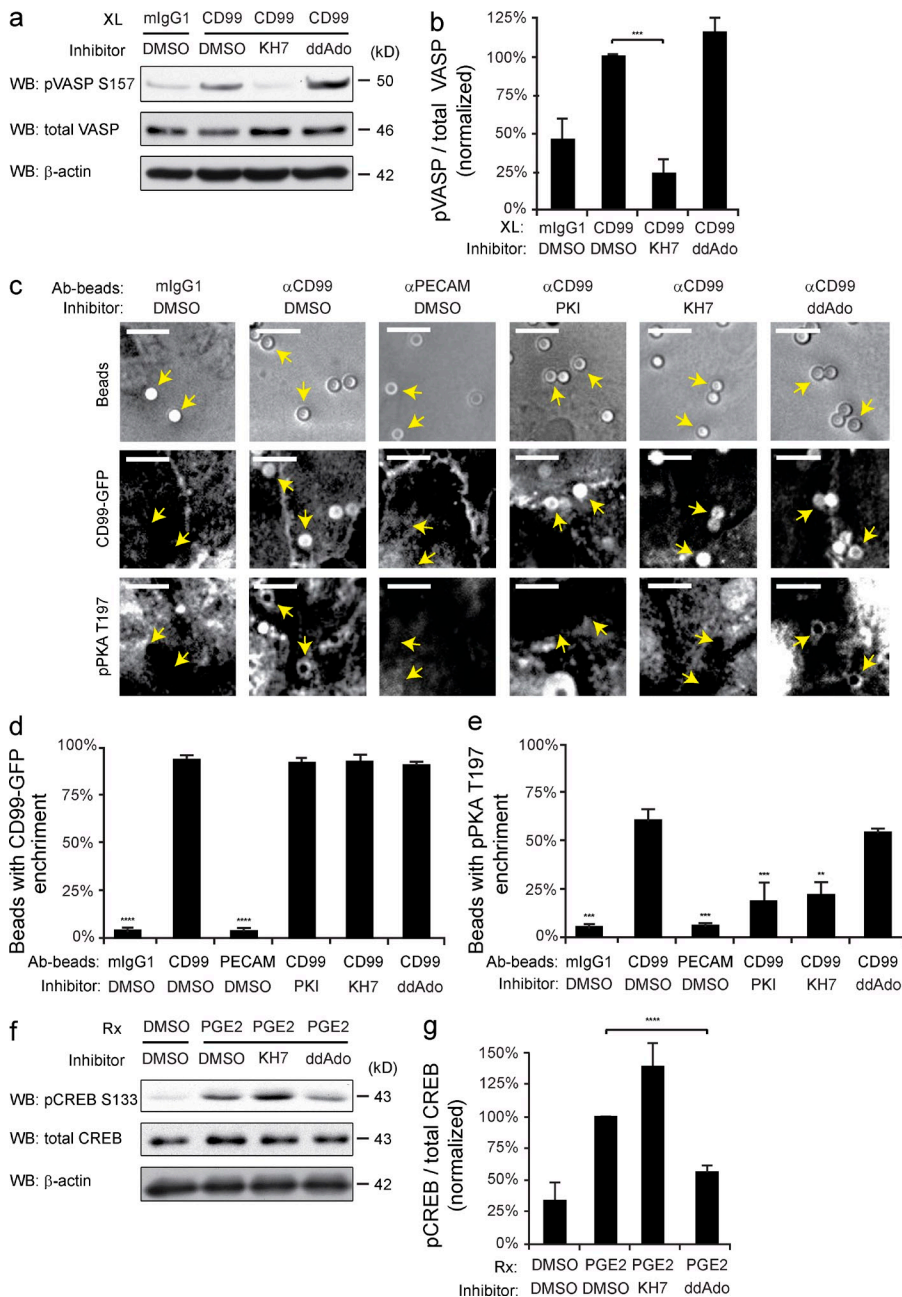 a
XL mIgG1 CD99 CD99 CD99
Inhibitor DMSO DMSO KH7 ddAdo (kD)
WB: pVASP S157 50
WB: total VASP 46
WB: β-actin 42
b
pVASP / total VASP
(normalized)
125%
100%
75%
50%
25%
0%
***
XL: mIgG1 CD99 CD99 CD99
Inhibitor: DMSO DMSO KH7 ddAdo
c
Ab-beads: mIgG1 αCD99 αPECAM αCD99 αCD99 αCD99
Inhibitor: DMSO DMSO DMSO PKI KH7 ddAdo
Beads
CD99-GFP
pPKA T197
d
Beads with CD99-GFP
enchriment
100%
75%
50%
25%
0%
**** ****
Ab-beads: mIgG1 CD99 PECAM CD99 CD99 CD99
Inhibitor: DMSO DMSO DMSO PKI KH7 ddAdo
e
Beads with pPKA T197
enchriment
100%
75%
50%
25%
0%
*** *** *** **
Ab-beads: mIgG1 CD99 PECAM CD99 CD99 CD99
Inhibitor: DMSO DMSO DMSO PKI KH7 ddAdo
f
Rx DMSO PGE2 PGE2 PGE2
Inhibitor DMSO DMSO KH7 ddAdo (kD)
WB: pCREB S133 43
WB: total CREB 43
WB: β-actin 42
g
pCREB / total CREB
(normalized)
150%
125%
100%
75%
50%
25%
0%
****
Rx: DMSO PGE2 PGE2 PGE2
Inhibitor: DMSO DMSO KH7 ddAdo